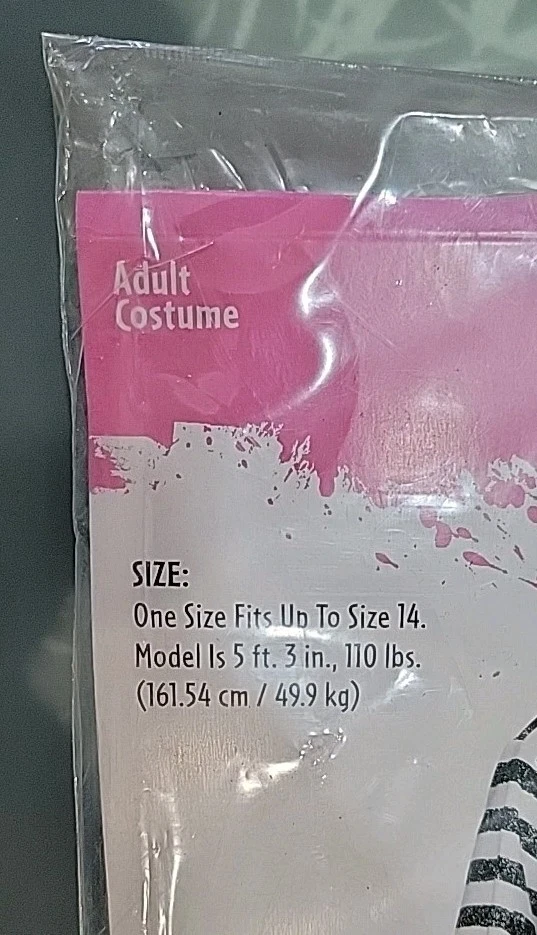 Adult
Costume
SIZE:
One Size Fits Up To Size 14.
Model Is 5 ft. 3 in., 110 lbs.
(161.54 cm / 49.9 kg)